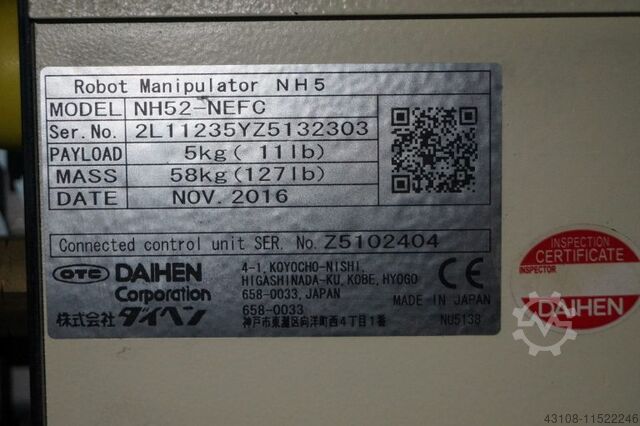 Robot Manipulator NH5
MODEL NH52-NEFC
Ser.No. 2L11235YZ5132303
PAYLOAD 5kg( 11lb)
MASS 58kg(127lb)
DATE NOV. 2016
Connected control unit SER. No. Z5102404
OTC DAIHEN
Corporation
株式会社ダイヘン
4-1, KOYOCHO-NISHI,
HIGASHINADA-KU, KOBE, HYOGO
658-0033, JAPAN
658-0033
神戸市東灘区向洋町西4丁目1番
CE
MADE IN JAPAN
NU5138
INSPECTION
CERTIFICATE
INSPECTOR
DAIHEN
43108-11522246